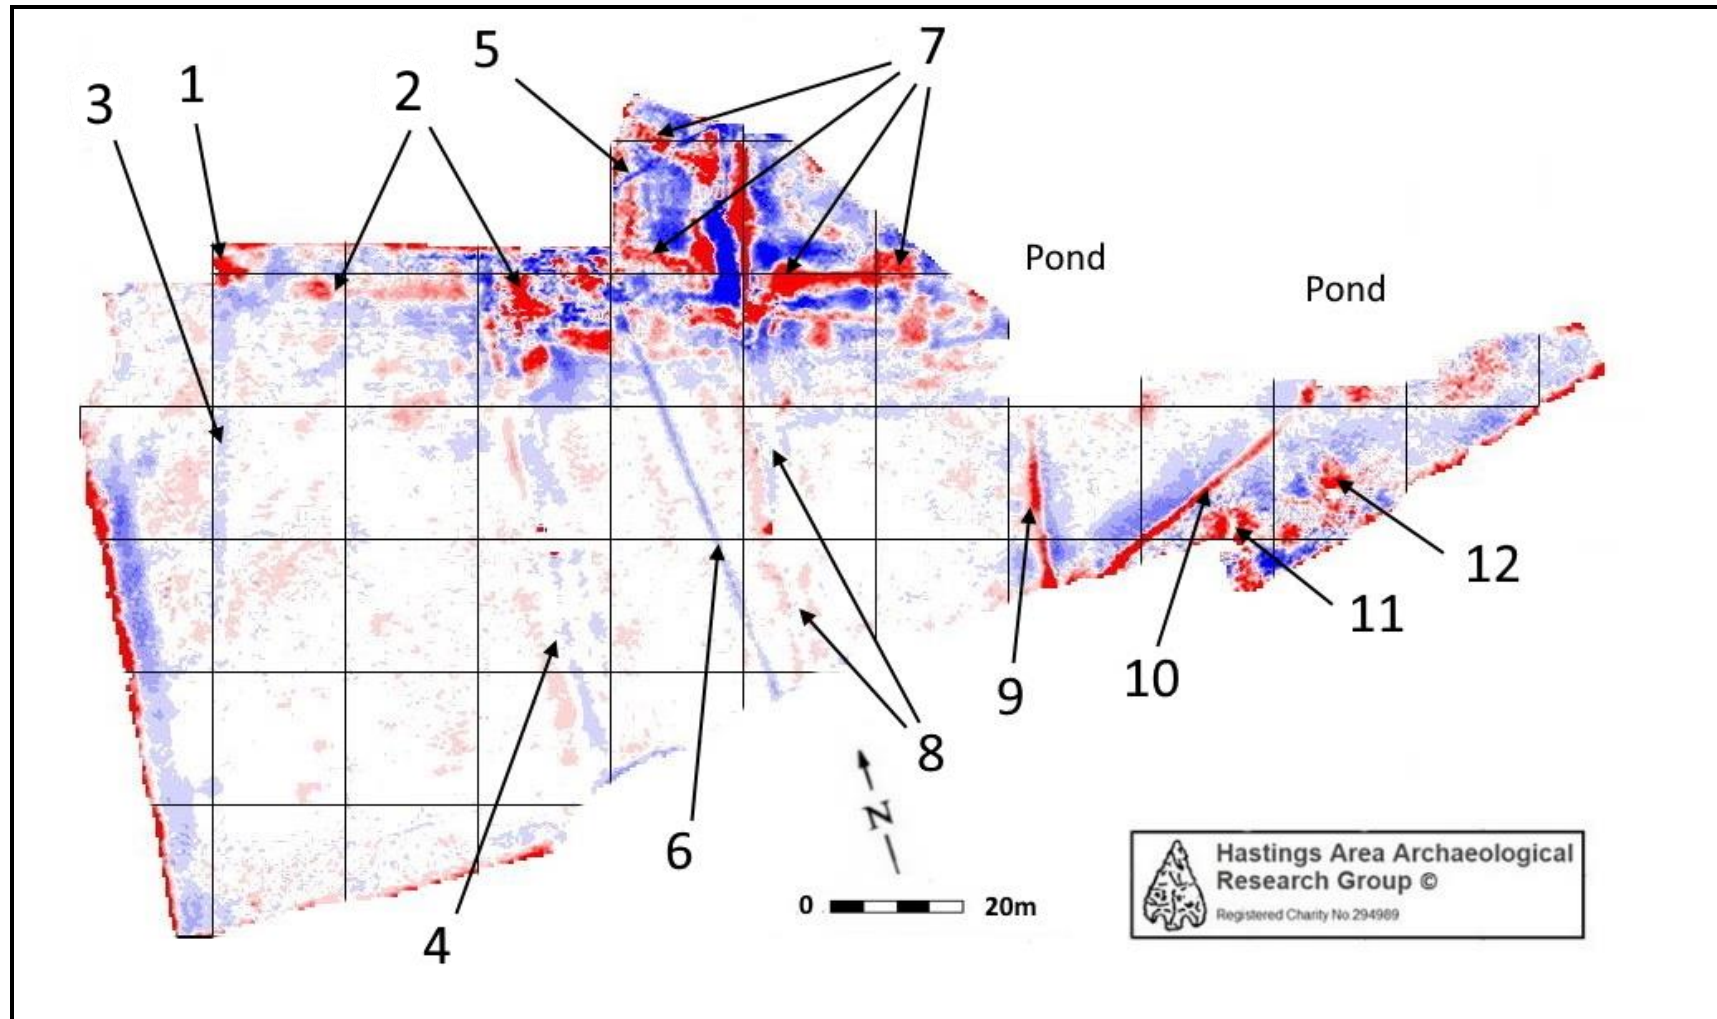 5
7
1
2
3
Pond
Pond
12
11
10
9
8
N
6
Hastings Area Archaeological
Research Group ©
Registered Charity No 294989
0 20m
4